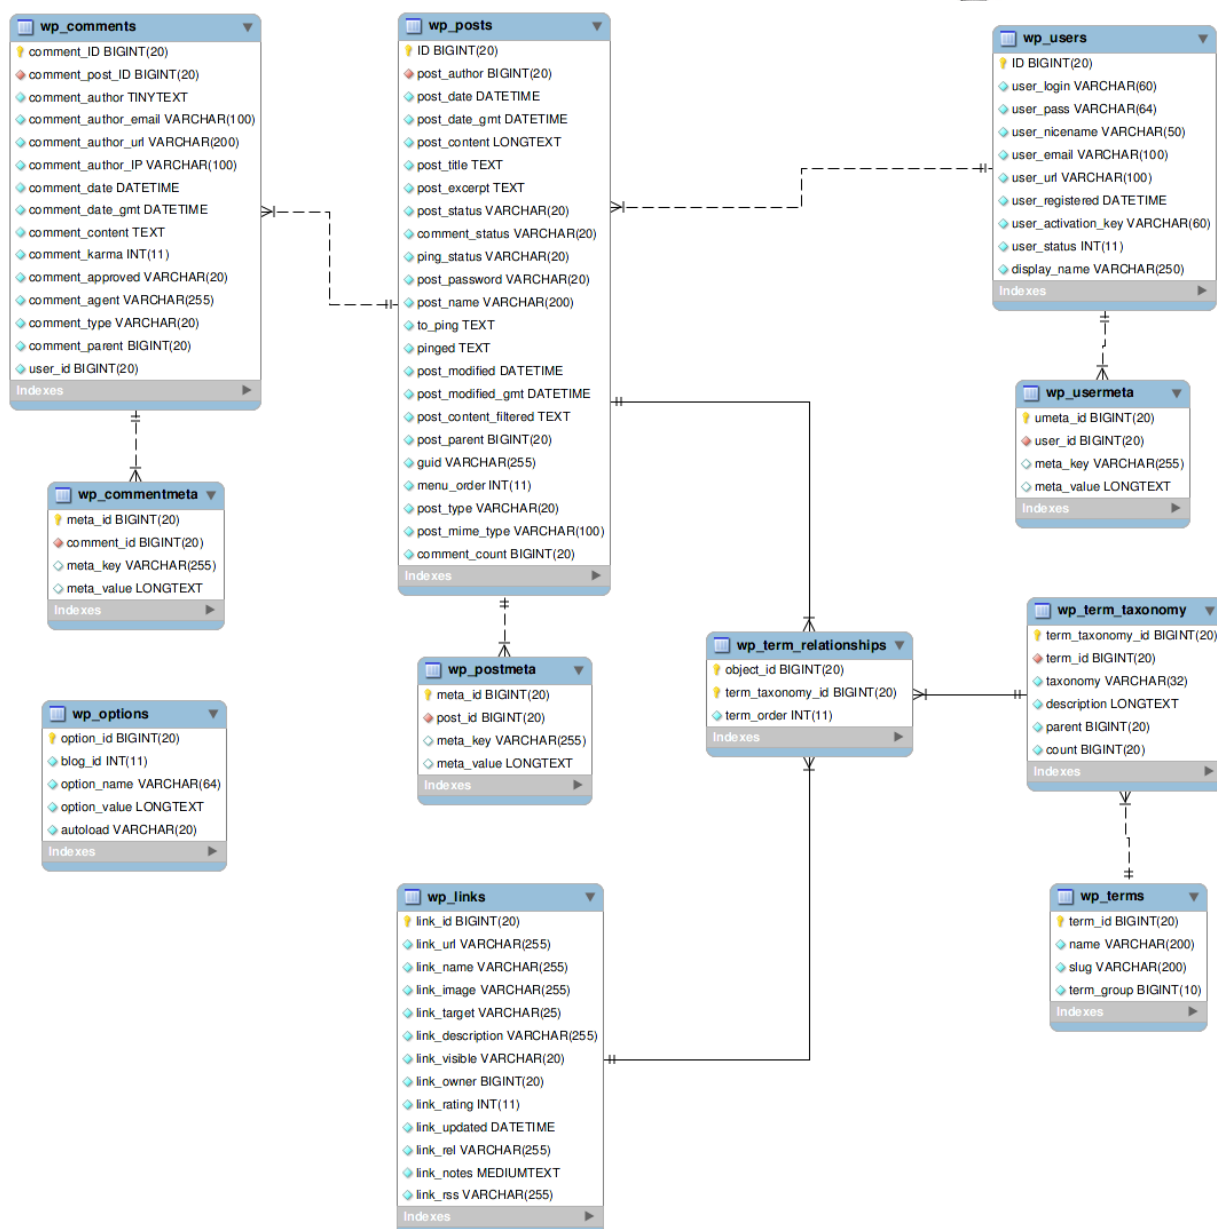 wp_comments
comment_ID BIGINT(20)
comment_post_ID BIGINT(20)
comment_author TINYTEXT
comment_author_email VARCHAR(100)
comment_author_url VARCHAR(200)
comment_author_IP VARCHAR(100)
comment_date DATETIME
comment_date_gmt DATETIME
comment_content TEXT
comment_karma INT(11)
comment_approved VARCHAR(20)
comment_agent VARCHAR(255)
comment_type VARCHAR(20)
comment_parent BIGINT(20)
user_id BIGINT(20)
Indexes
wp_posts
ID BIGINT(20)
post_author BIGINT(20)
post_date DATETIME
post_date_gmt DATETIME
post_content LONGTEXT
post_title TEXT
post_excerpt TEXT
post_status VARCHAR(20)
comment_status VARCHAR(20)
ping_status VARCHAR(20)
post_password VARCHAR(20)
post_name VARCHAR(200)
to_ping TEXT
pinged TEXT
post_modified DATETIME
post_modified_gmt DATETIME
post_content_filtered TEXT
post_parent BIGINT(20)
guid VARCHAR(255)
menu_order INT(11)
post_type VARCHAR(20)
post_mime_type VARCHAR(100)
comment_count BIGINT(20)
Indexes
wp_users
ID BIGINT(20)
user_login VARCHAR(60)
user_pass VARCHAR(64)
user_nicename VARCHAR(50)
user_email VARCHAR(100)
user_url VARCHAR(100)
user_registered DATETIME
user_activation_key VARCHAR(60)
user_status INT(11)
display_name VARCHAR(250)
Indexes
wp_usermeta
umeta_id BIGINT(20)
user_id BIGINT(20)
meta_key VARCHAR(255)
meta_value LONGTEXT
Indexes
wp_commentmeta
meta_id BIGINT(20)
comment_id BIGINT(20)
meta_key VARCHAR(255)
meta_value LONGTEXT
Indexes
wp_postmeta
meta_id BIGINT(20)
post_id BIGINT(20)
meta_key VARCHAR(255)
meta_value LONGTEXT
Indexes
wp_term_relationships
object_id BIGINT(20)
term_taxonomy_id BIGINT(20)
term_order INT(11)
Indexes
wp_term_taxonomy
term_taxonomy_id BIGINT(20)
term_id BIGINT(20)
taxonomy VARCHAR(32)
description LONGTEXT
parent BIGINT(20)
count BIGINT(20)
Indexes
wp_options
option_id BIGINT(20)
blog_id INT(11)
option_name VARCHAR(64)
option_value LONGTEXT
autoload VARCHAR(20)
Indexes
wp_links
link_id BIGINT(20)
link_url VARCHAR(255)
link_name VARCHAR(255)
link_image VARCHAR(255)
link_target VARCHAR(25)
link_description VARCHAR(255)
link_visible VARCHAR(20)
link_owner BIGINT(20)
link_rating INT(11)
link_updated DATETIME
link_rel VARCHAR(255)
link_notes MEDIUMTEXT
link_rss VARCHAR(255)
Indexes
wp_terms
term_id BIGINT(20)
name VARCHAR(200)
slug VARCHAR(200)
term_group BIGINT(10)
Indexes